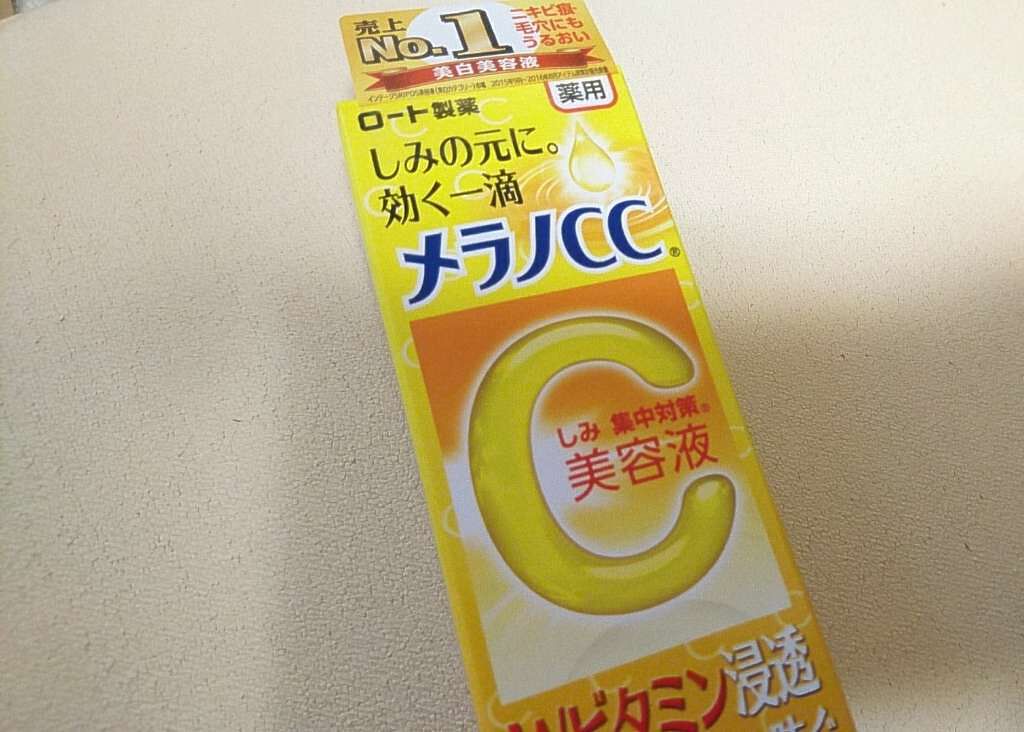 売上
No.1
ニキビ痕・
毛穴にも
うるおい
美白美容液
薬用
ロート製薬
しみの元に。
効く一滴
メラノCC®
しみ 集中対策
美容液
Wビタミン浸透